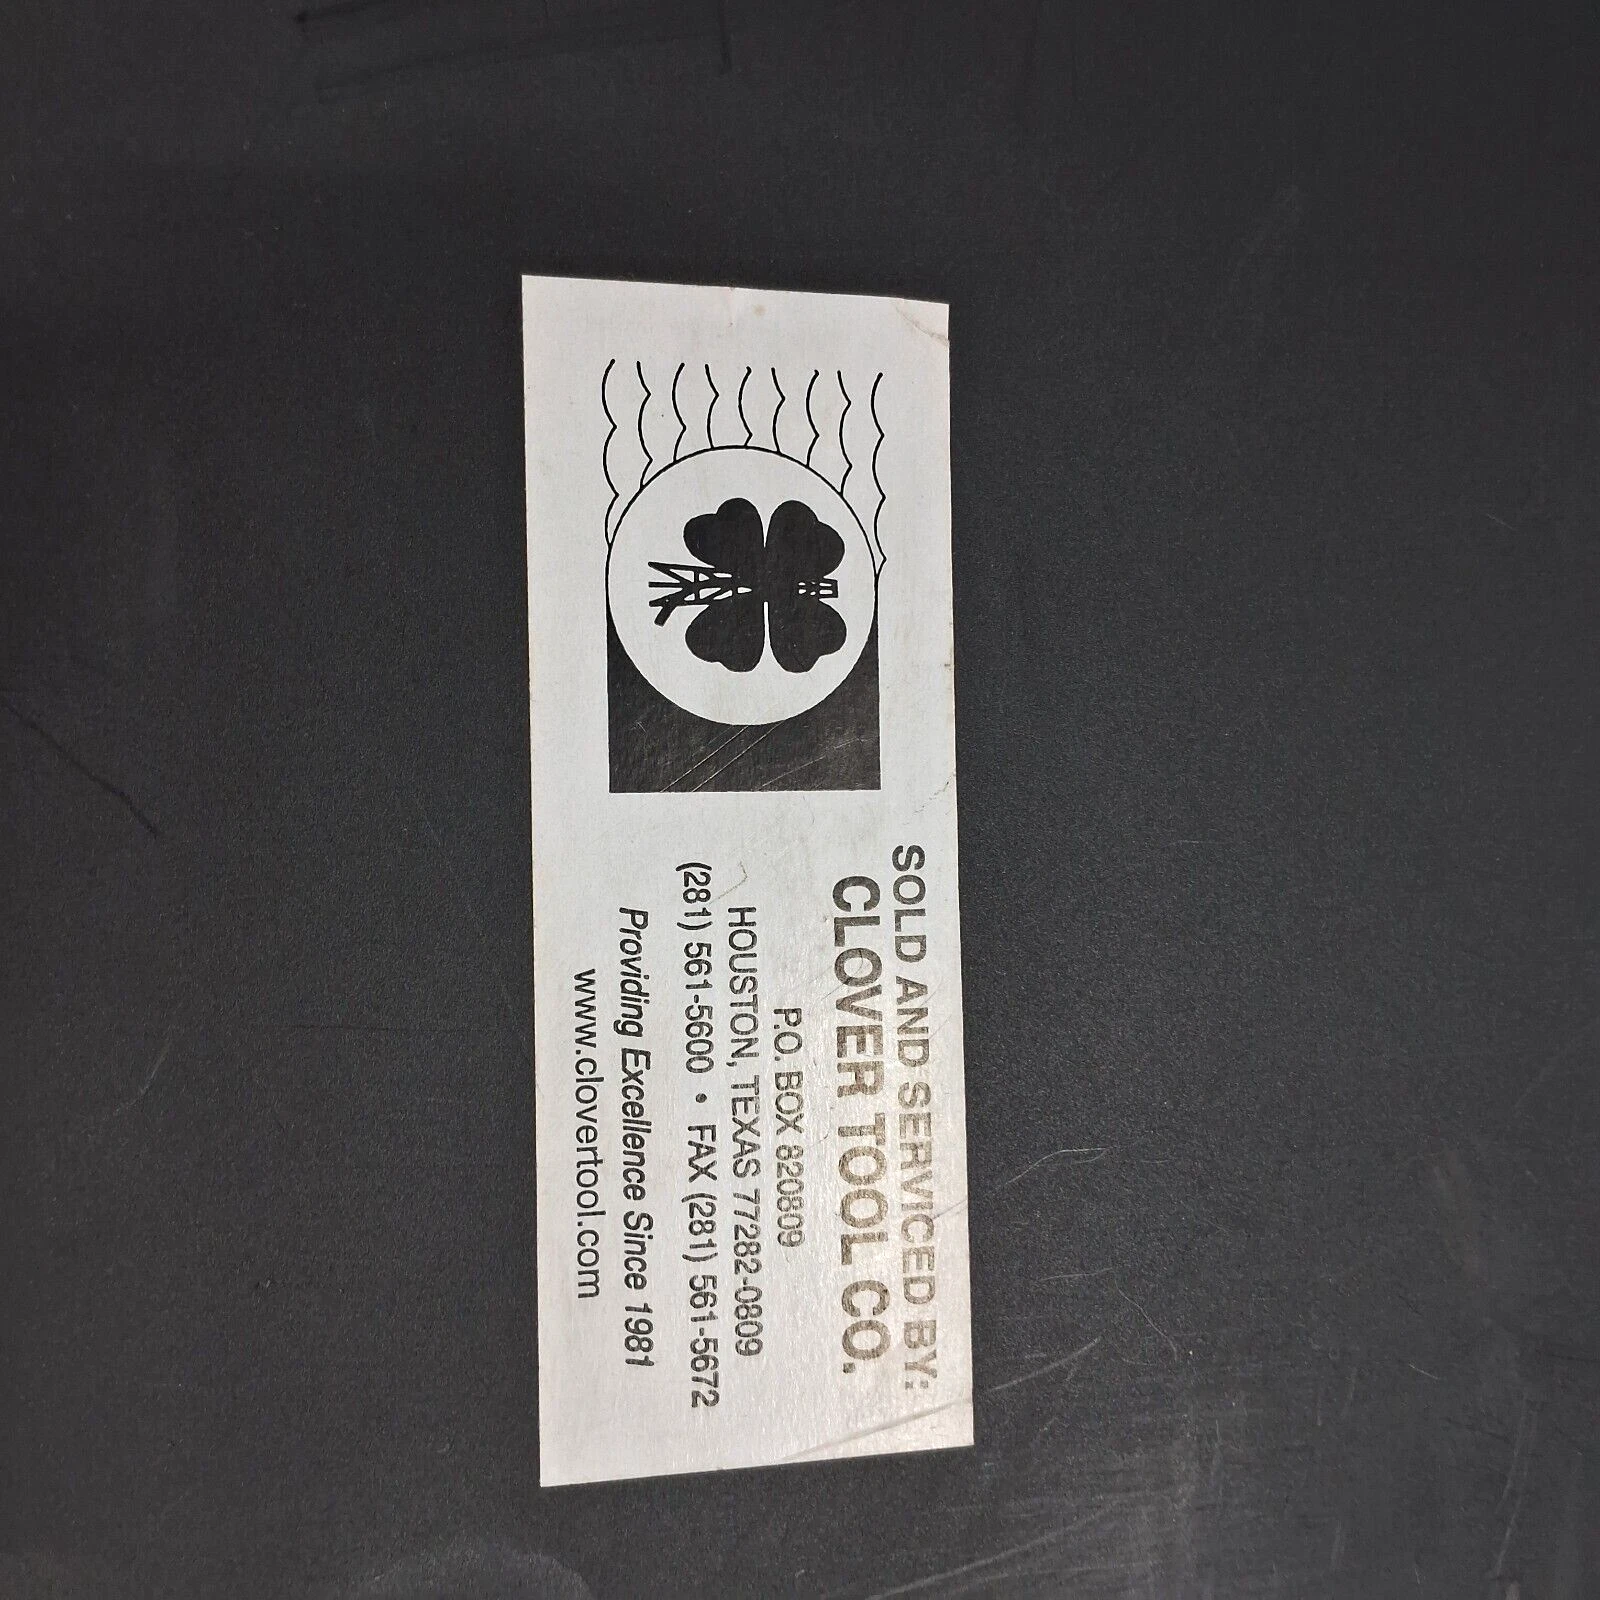 SOLD AND SERVICED BY:
CLOVER TOOL CO.
P.O. BOX 820809
HOUSTON, TEXAS 77282-0809
(281) 561-5600 • FAX (281) 561-5672
Providing Excellence Since 1981
www.clovertool.com